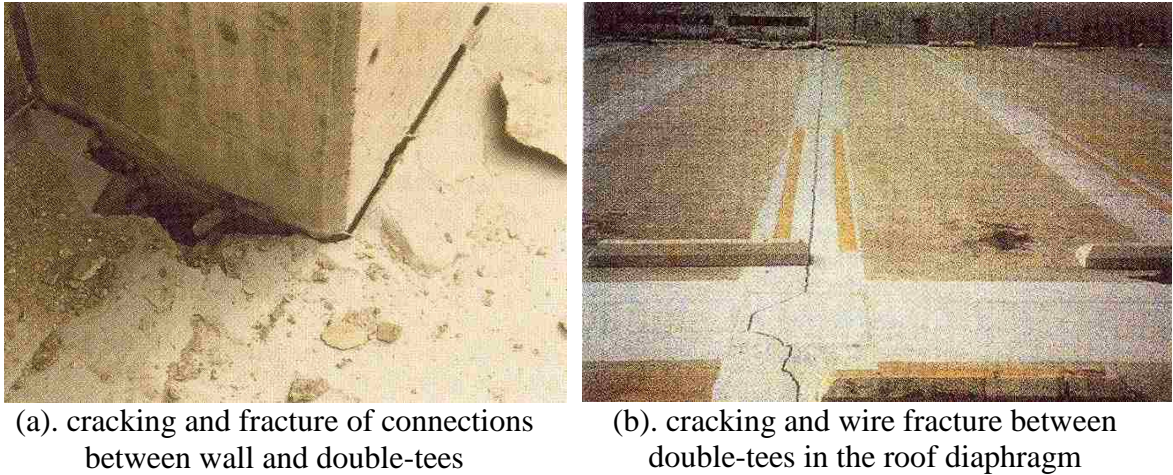 (a). cracking and fracture of connections
between wall and double-tees
(b). cracking and wire fracture between
double-tees in the roof diaphragm